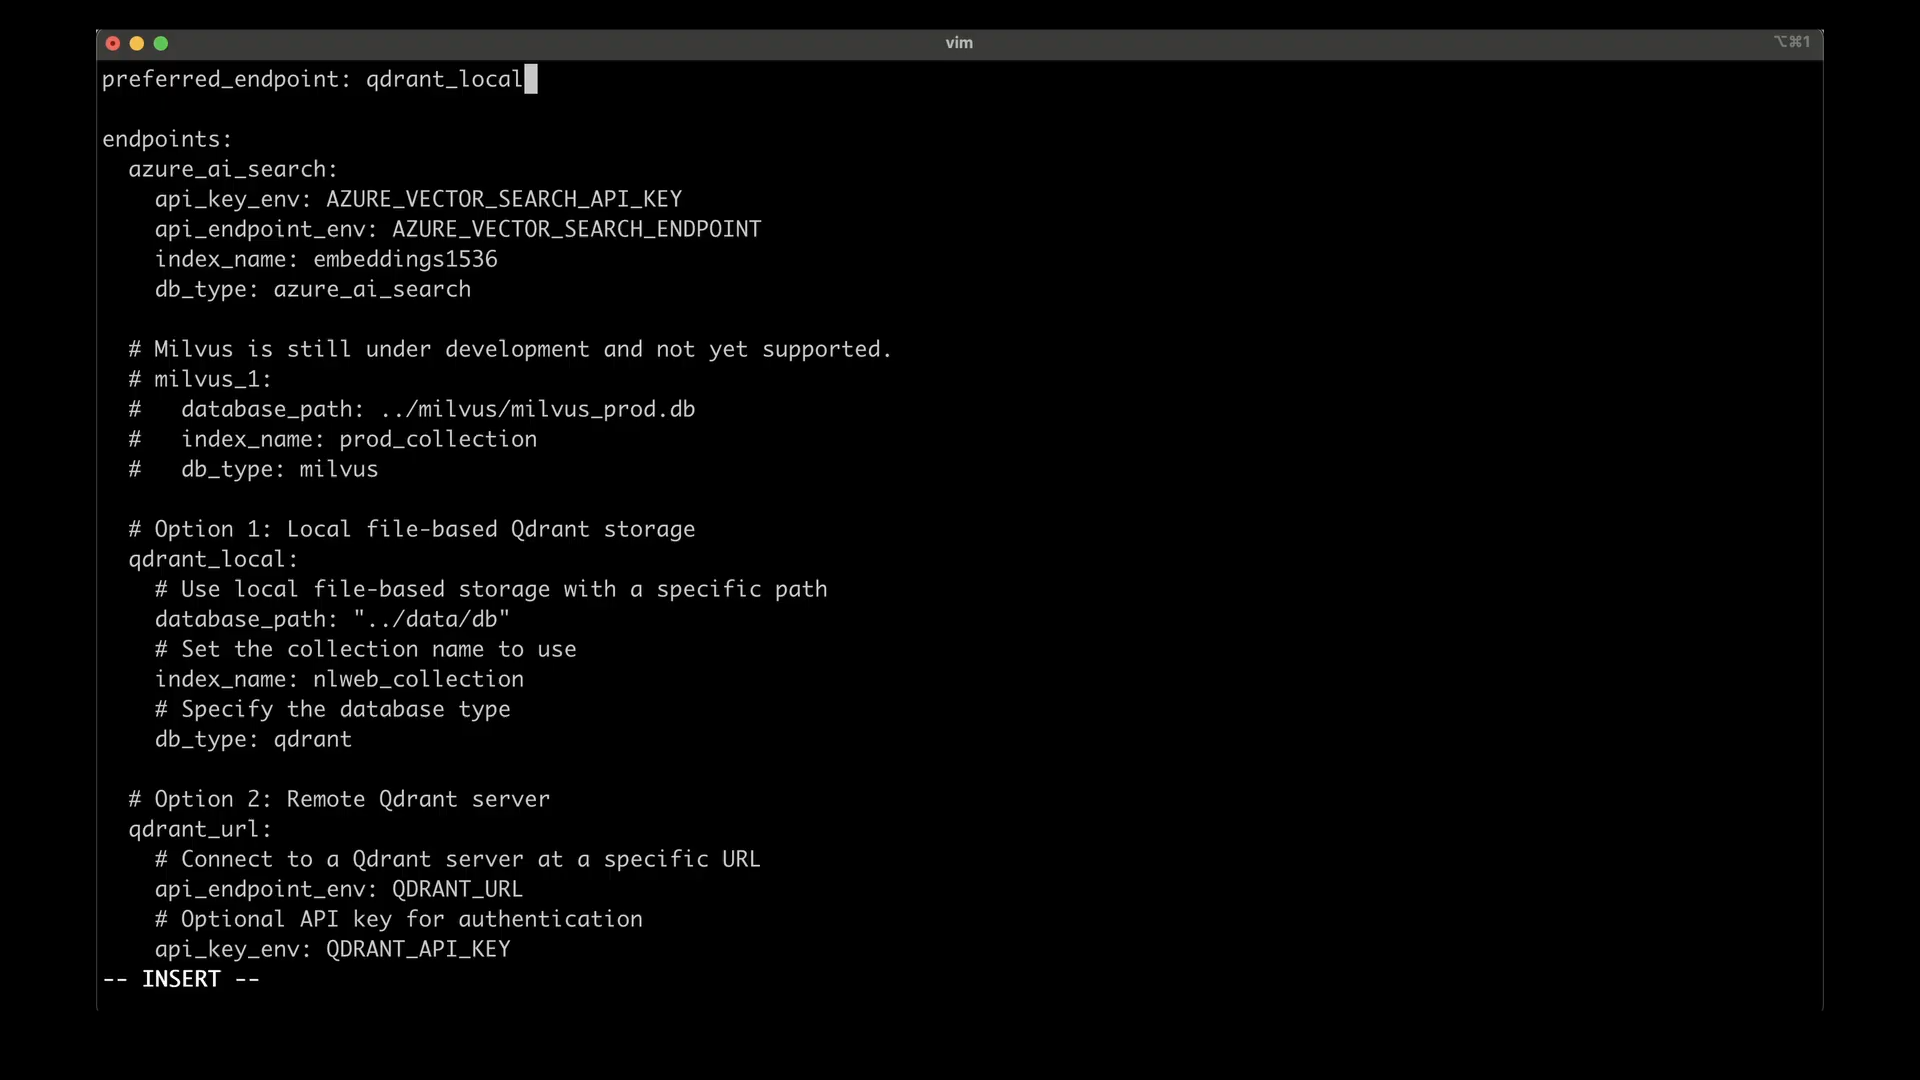 vim
⌥⌘1
preferred_endpoint: qdrant_local

endpoints:
  azure_ai_search:
    api_key_env: AZURE_VECTOR_SEARCH_API_KEY
    api_endpoint_env: AZURE_VECTOR_SEARCH_ENDPOINT
    index_name: embeddings1536
    db_type: azure_ai_search

  # Milvus is still under development and not yet supported.
  # milvus_1:
  #   database_path: ../milvus/milvus_prod.db
  #   index_name: prod_collection
  #   db_type: milvus

  # Option 1: Local file-based Qdrant storage
  qdrant_local:
    # Use local file-based storage with a specific path
    database_path: "../data/db"
    # Set the collection name to use
    index_name: nlweb_collection
    # Specify the database type
    db_type: qdrant

  # Option 2: Remote Qdrant server
  qdrant_url:
    # Connect to a Qdrant server at a specific URL
    api_endpoint_env: QDRANT_URL
    # Optional API key for authentication
    api_key_env: QDRANT_API_KEY
-- INSERT --